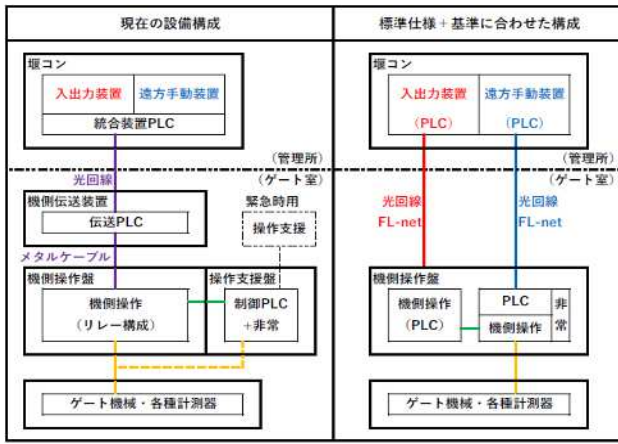 現在の設備構成
堰コン
入出力装置
遠方手動装置
統合装置PLC
(管理所)
(ゲート室)
光回線
機側伝送装置
伝送PLC
メタルケーブル
緊急時用
操作支援
機側操作盤
機側操作
(リレー構成)
操作支援盤
制御PLC
+非常
ゲート機械・各種計測器
標準仕様+基準に合わせた構成
堰コン
入出力装置
(PLC)
遠方手動装置
(PLC)
(管理所)
(ゲート室)
光回線
FL-net
光回線
FL-net
機側操作盤
機側操作
(PLC)
PLC
機側操作
非常
ゲート機械・各種計測器